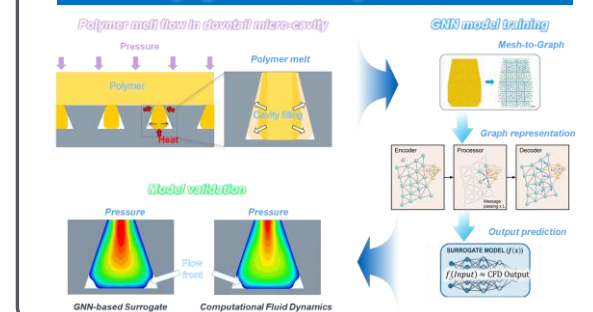 Polymer melt flow in dovetail micro-cavity
Pressure
Polymer
Heat
Polymer melt
Cavity filling
GNN model training
Mesh-to-Graph
Graph representation
Encoder
Processor
Decoder
Message
passing x L
Output prediction
SURROGATE MODEL (f(x))
f(Input) ≈ CFD Output
Model validation
Pressure
Pressure
Flow
front
GNN-based Surrogate
Computational Fluid Dynamics